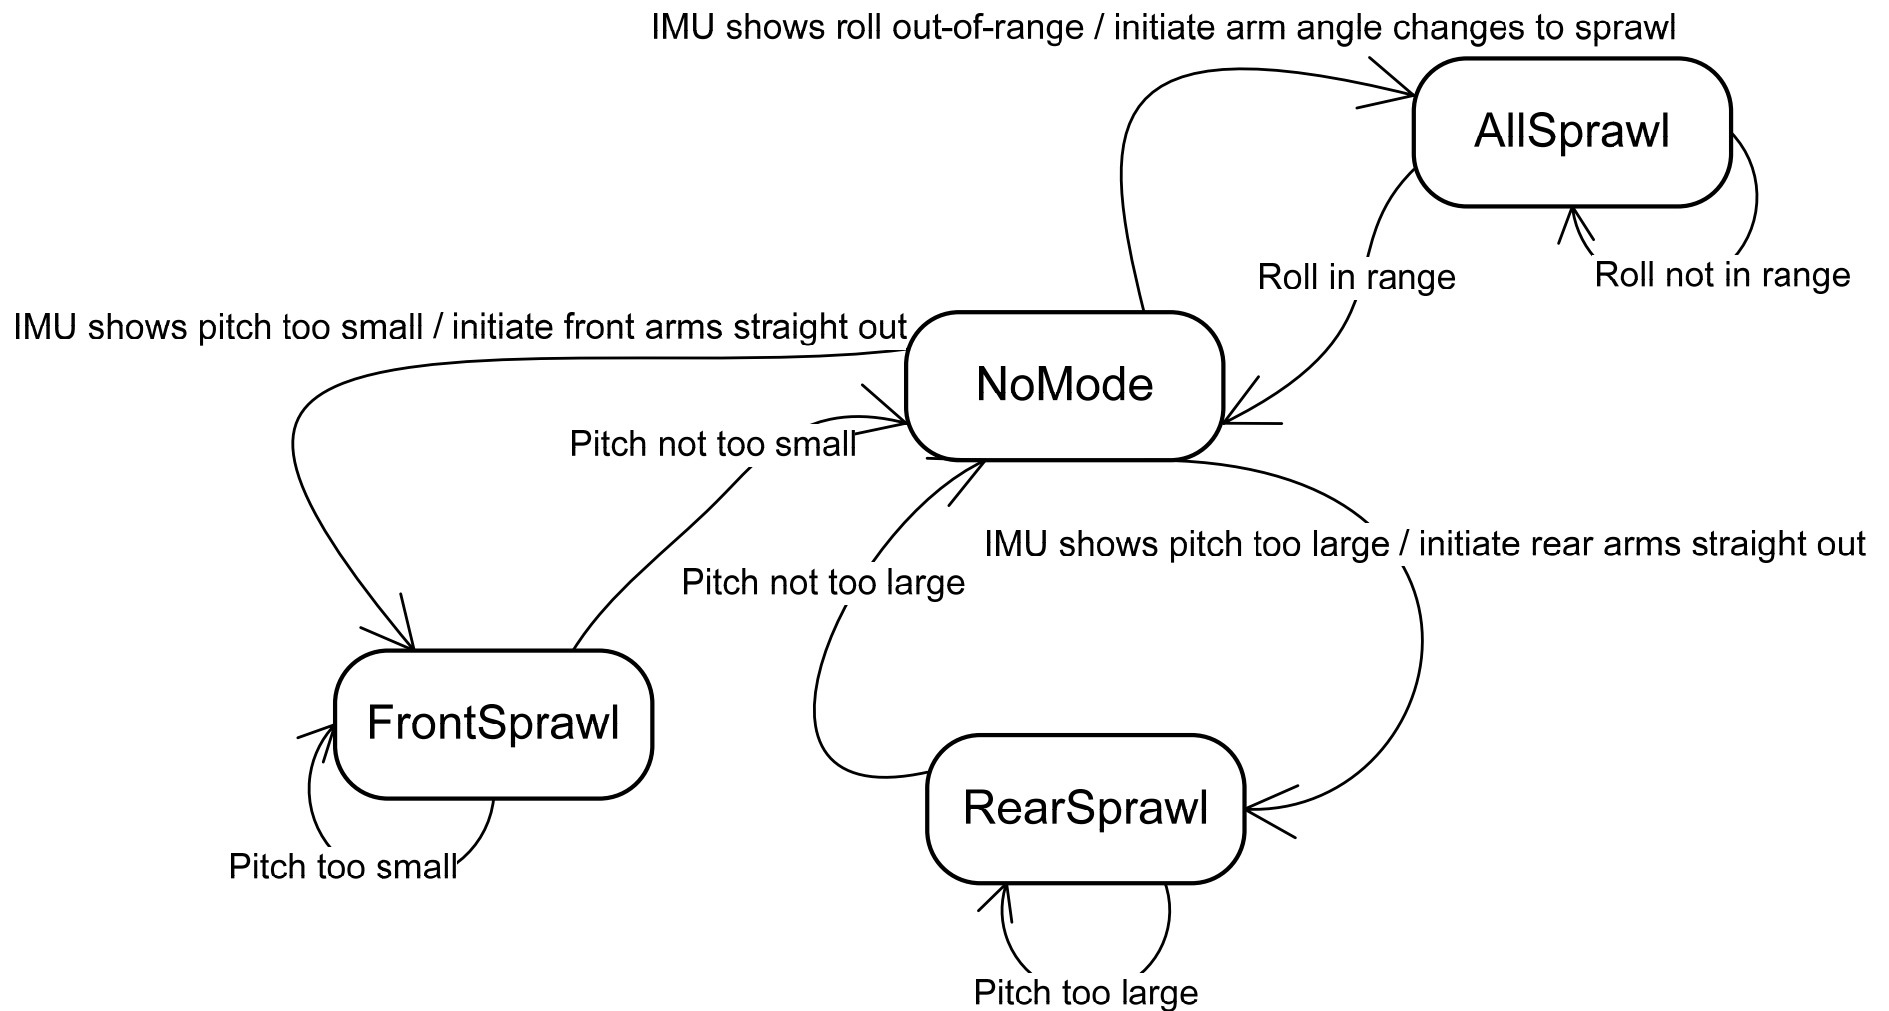 IMU shows roll out-of-range / initiate arm angle changes to sprawl
AllSprawl
Roll in range
Roll not in range
IMU shows pitch too small / initiate front arms straight out
NoMode
Pitch not too small
IMU shows pitch too large / initiate rear arms straight out
Pitch not too large
FrontSprawl
RearSprawl
Pitch too small
Pitch too large